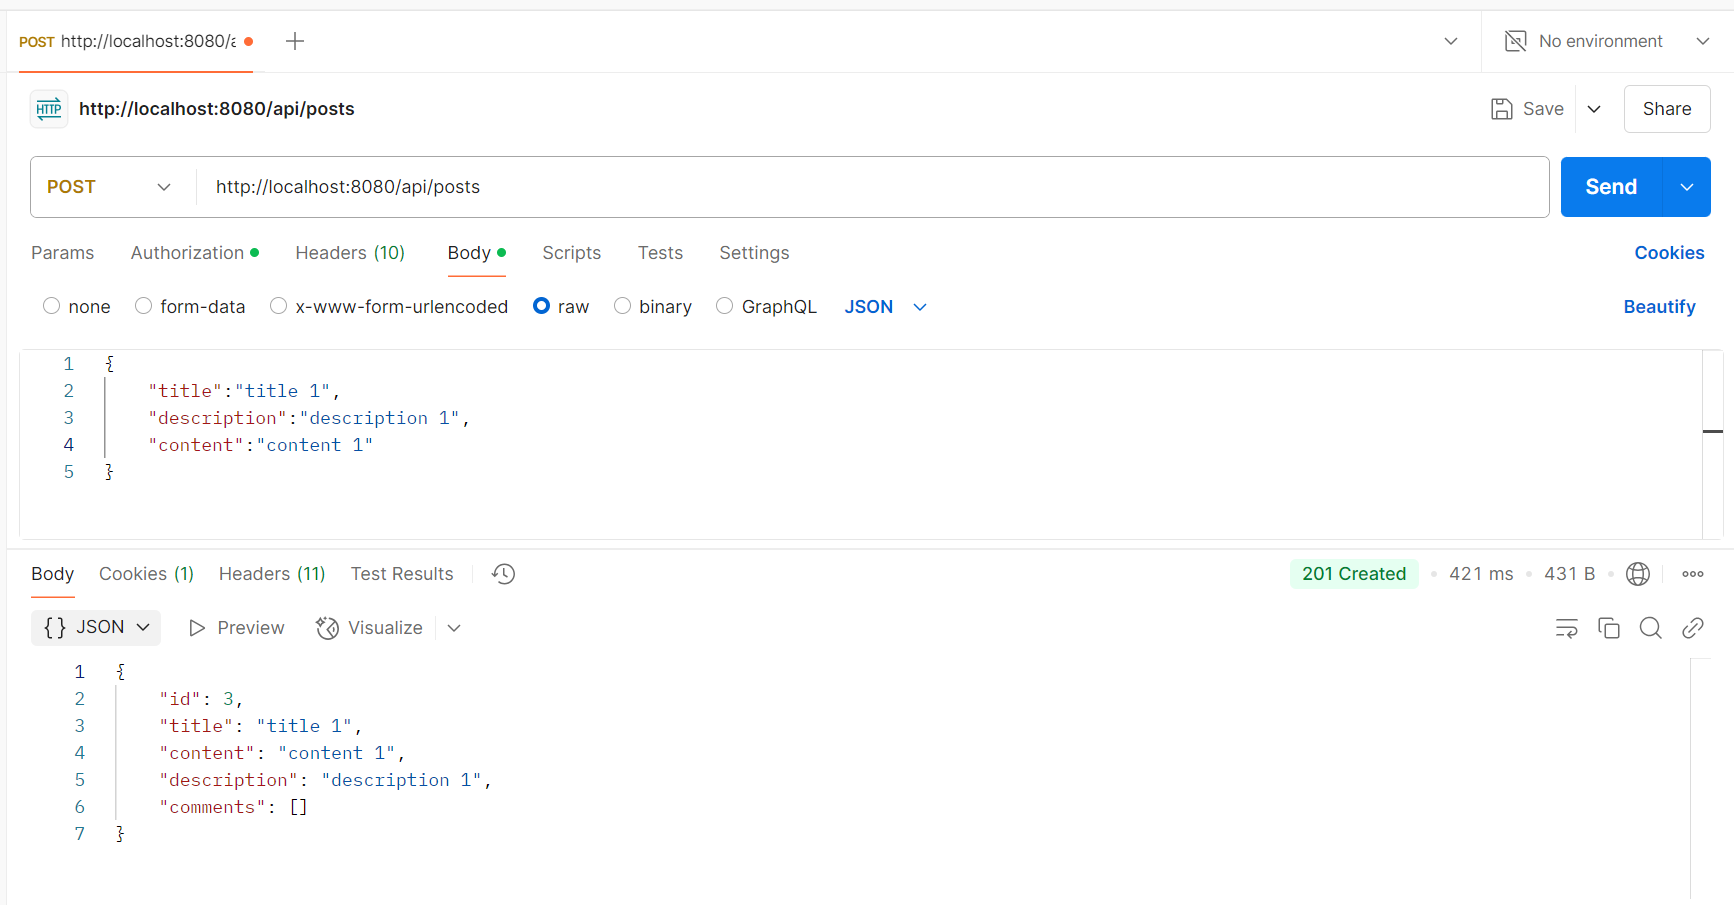 POST http://localhost:8080/a
No environment
HTTP http://localhost:8080/api/posts
Save
Share
POST
http://localhost:8080/api/posts
Send
Params
Authorization
Headers (10)
Body
Scripts
Tests
Settings
Cookies
none
form-data
x-www-form-urlencoded
raw
binary
GraphQL
JSON
Beautify
1 {
2 "title":"title 1",
3 "description":"description 1",
4 "content":"content 1"
5 }
Body
Cookies (1)
Headers (11)
Test Results
201 Created
421 ms
431 B
{} JSON
Preview
Visualize
1 {
2 "id": 3,
3 "title": "title 1",
4 "content": "content 1",
5 "description": "description 1",
6 "comments": []
7 }